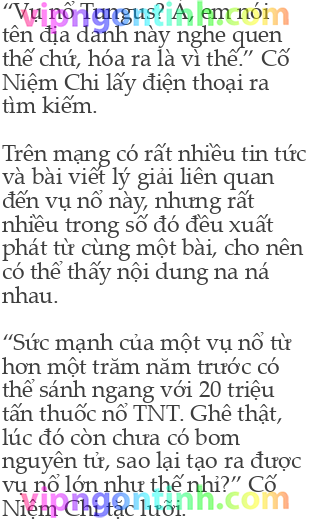 “Vụ nổ Tungus? À, em nói
tên địa danh này nghe quen
thế chứ, hóa ra là vì thế.” Cố
Niệm Chi lấy điện thoại ra
tìm kiếm.
Trên mạng có rất nhiều tin tức
và bài viết lý giải liên quan
đến vụ nổ này, nhưng rất
nhiều trong số đó đều xuất
phát từ cùng một bài, cho nên
có thể thấy nội dung na ná
nhau.
“Sức mạnh của một vụ nổ từ
hơn một trăm năm trước có
thể sánh ngang với 20 triệu
tấn thuốc nổ TNT. Ghê thật,
lúc đó còn chưa có bom
nguyên tử, sao lại tạo ra được
vụ nổ lớn như thế nhỉ?” Cố
Niệm Chi tặc lưỡi.
vipngontinh.com
vipngontinh.com